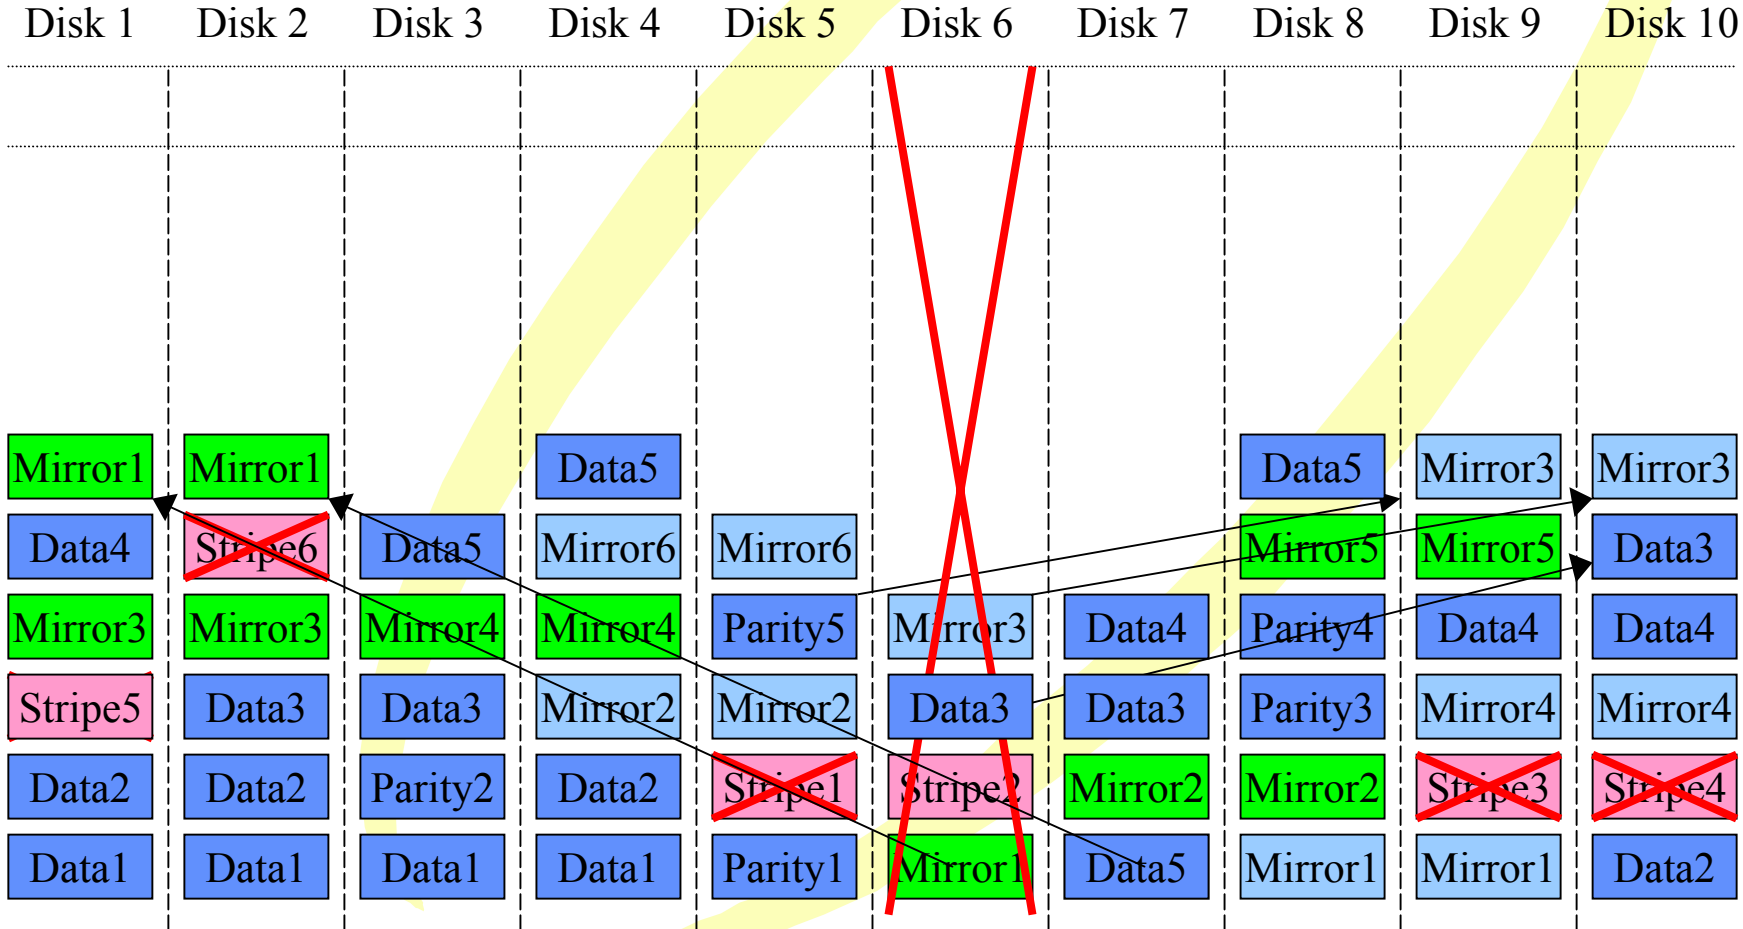 Disk 1 Disk 2 Disk 3 Disk 4 Disk 5 Disk 6 Disk 7 Disk 8 Disk 9 Disk 10
Mirror1 Mirror1 Data5 Data5 Mirror3 Mirror3
Data4 Stripe6 Data5 Mirror6 Mirror6 Mirror5 Mirror5 Data3
Mirror3 Mirror3 Mirror4 Mirror4 Parity5 Mirror3 Data4 Parity4 Data4 Data4
Stripe5 Data3 Data3 Mirror2 Mirror2 Data3 Data3 Parity3 Mirror4 Mirror4
Data2 Data2 Parity2 Data2 Stripe1 Stripe2 Mirror2 Mirror2 Stripe3 Stripe4
Data1 Data1 Data1 Data1 Parity1 Mirror1 Data5 Mirror1 Mirror1 Data2